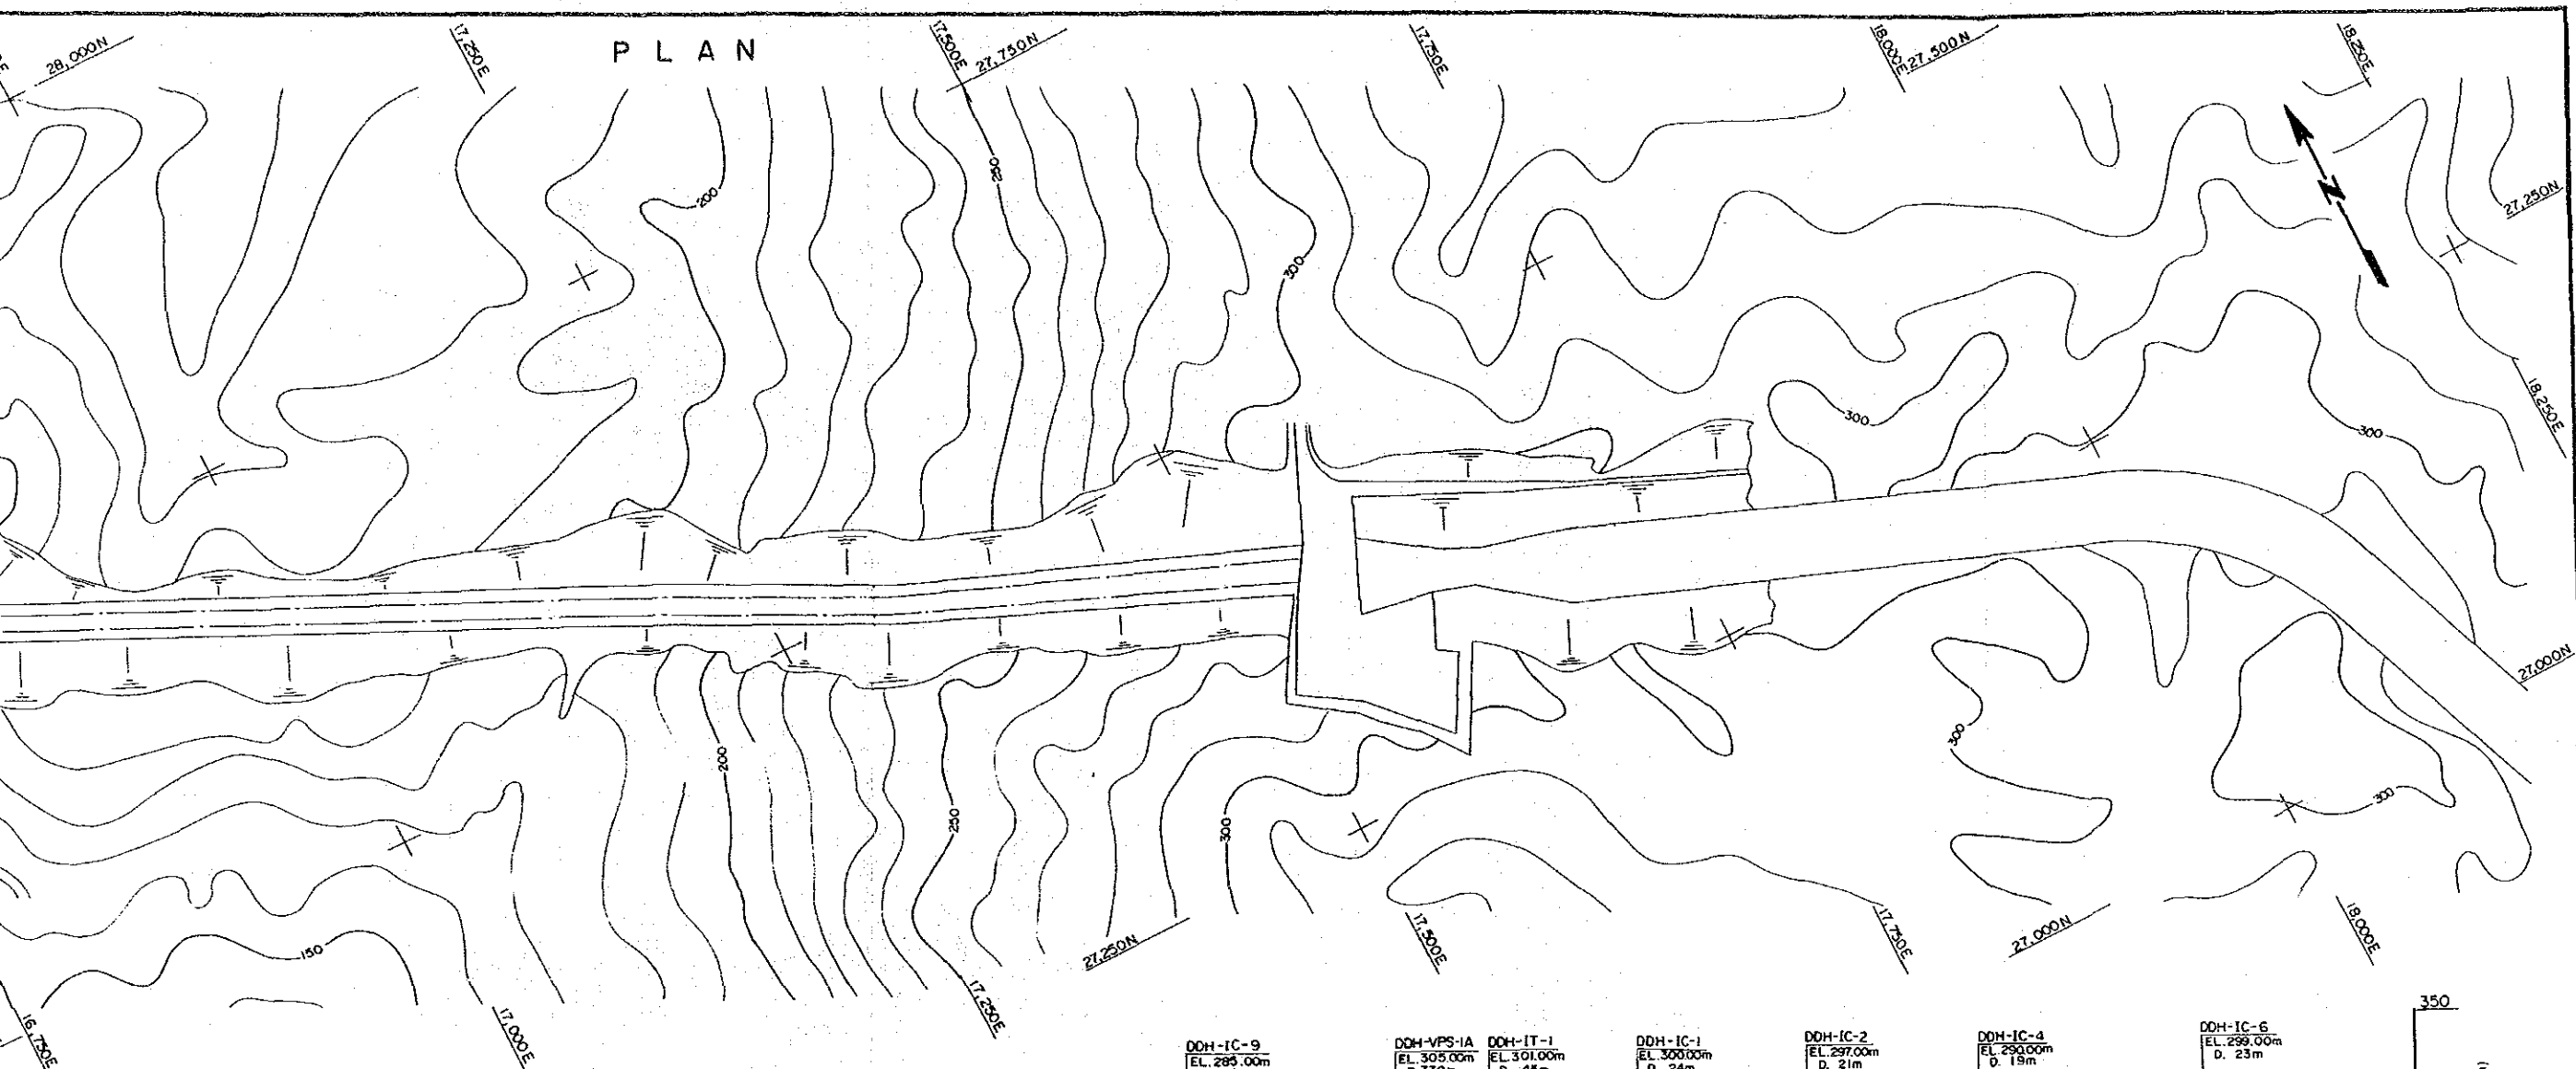 28,000N
17,250E
PLAN
17,500E
27,750N
17,750E
18,000E
27,500N
18,250E
N
27,250N
200
250
300
300
300
18,250E
27,000N
200
250
300
300
300
150
27,250N
17,500E
17,750E
27,000N
18,000E
16,750E
17,000E
17,250E
350
DDH-IC-9
EL. 285.00m
DDH-VPS-1A
EL. 305.00m
DDH-IT-1
EL. 301.00m
DDH-IC-1
EL. 300.00m
D. 24m
DDH-IC-2
EL. 297.00m
D. 21m
DDH-IC-4
EL. 290.00m
D. 19m
DDH-IC-6
EL. 299.00m
D. 23m